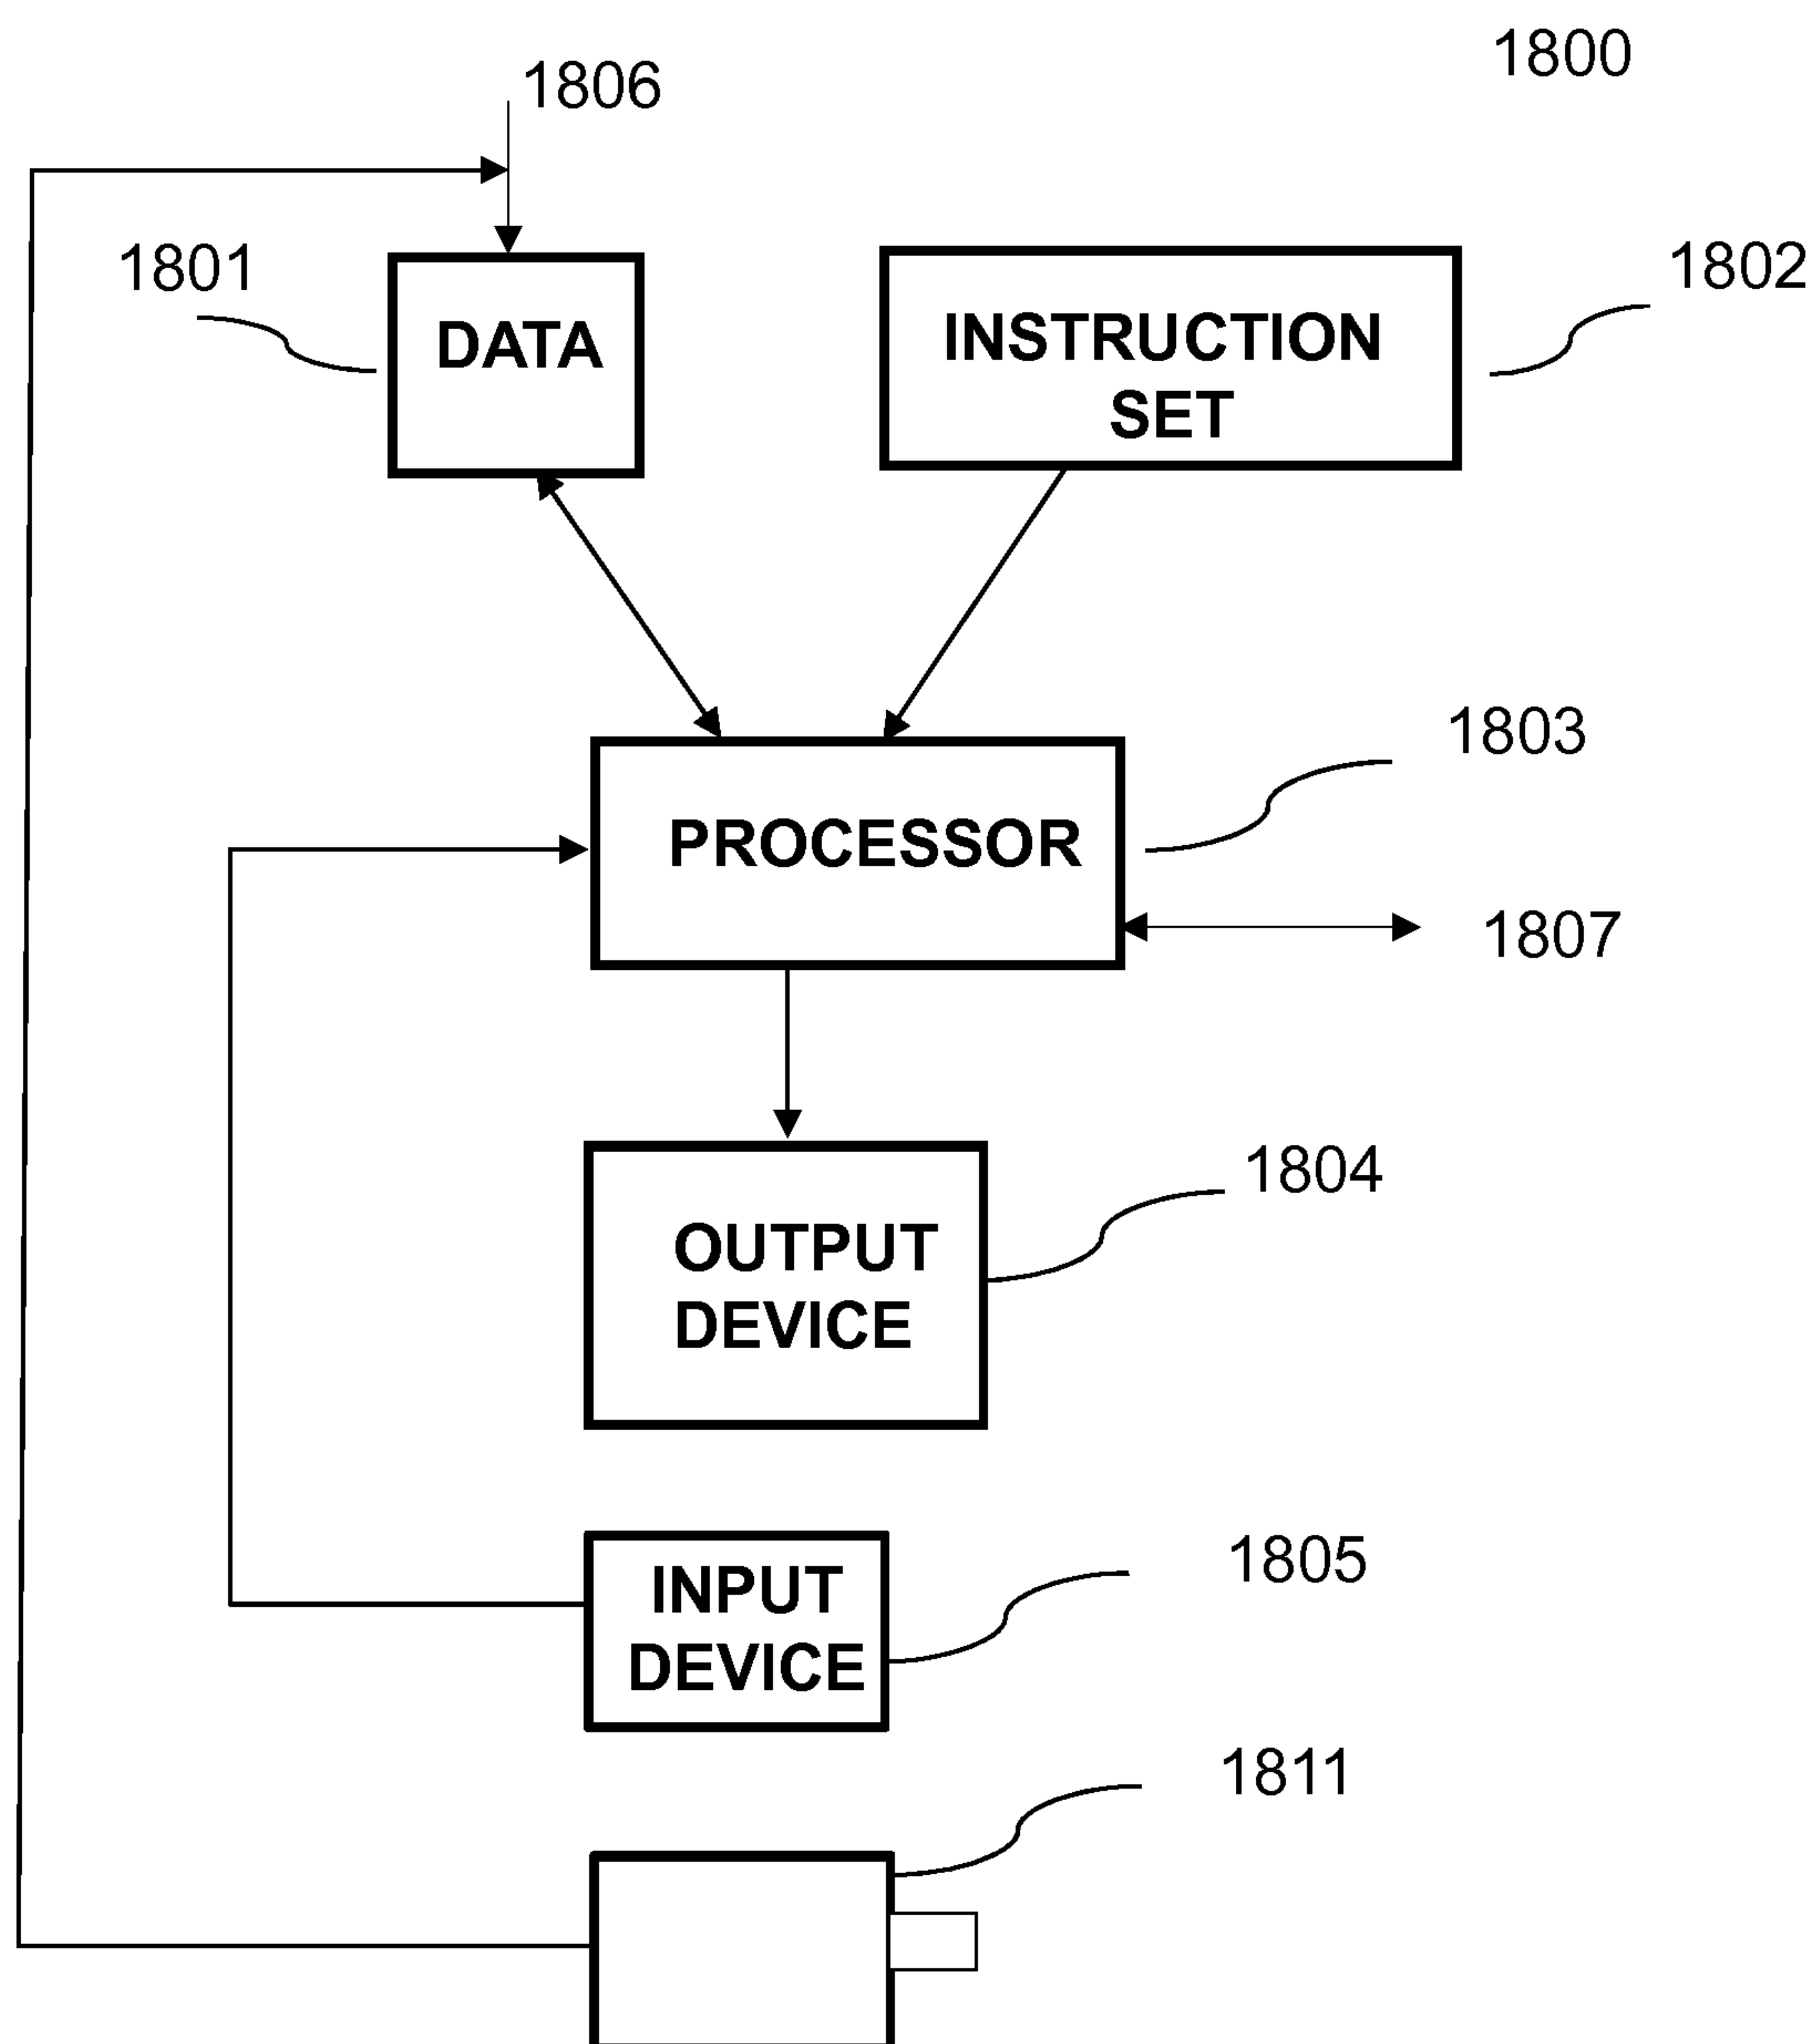 1800
1806
1801
DATA
INSTRUCTION
SET
1802
1803
PROCESSOR
1807
1804
OUTPUT
DEVICE
1805
INPUT
DEVICE
1811